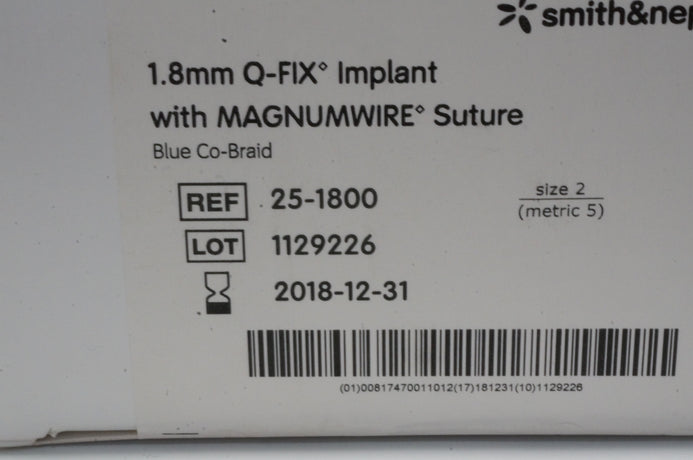 smith&nep
1.8mm Q-FIX° Implant
with MAGNUMWIRE° Suture
Blue Co-Braid
REF 25-1800
size 2
(metric 5)
LOT 1129226
2018-12-31
(01)00817470011012(17)181231(10)1129226